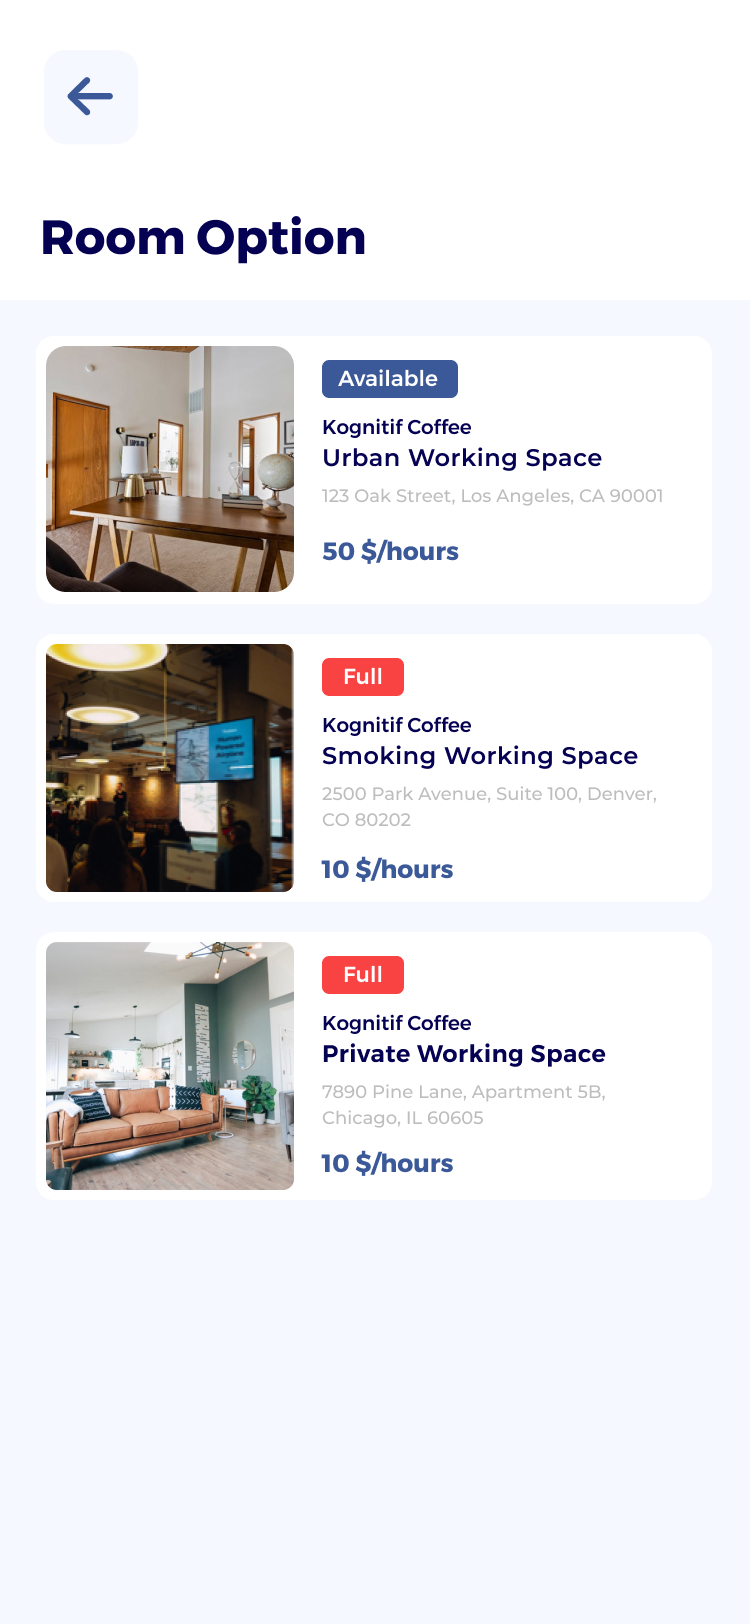 Room Option
Available
Kognitif Coffee
Urban Working Space
123 Oak Street, Los Angeles, CA 90001
50 $/hours
Full
Kognitif Coffee
Smoking Working Space
2500 Park Avenue, Suite 100, Denver,
CO 80202
10 $/hours
Full
Kognitif Coffee
Private Working Space
7890 Pine Lane, Apartment 5B,
Chicago, IL 60605
10 $/hours